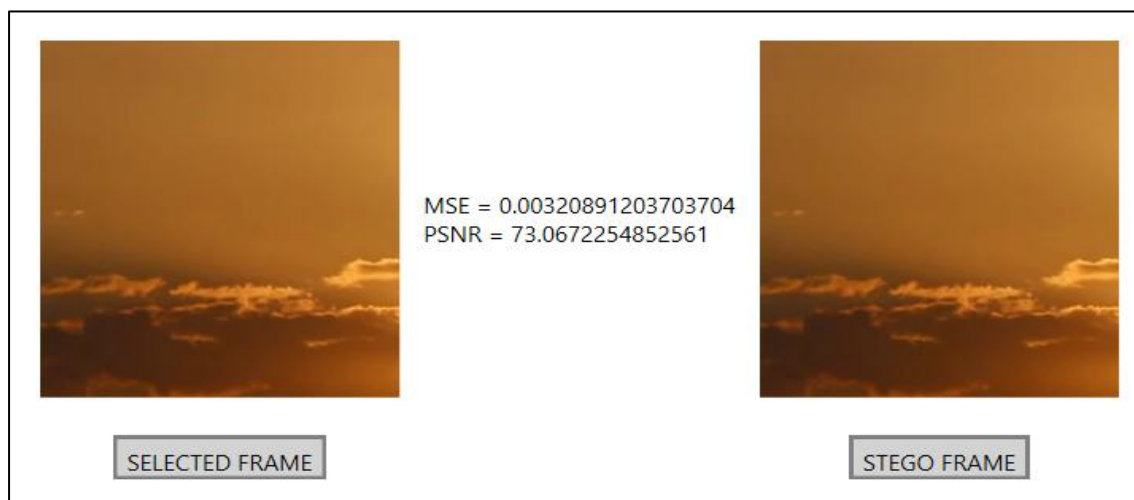 MSE = 0.00320891203703704
PSNR = 73.0672254852561
SELECTED FRAME
STEGO FRAME